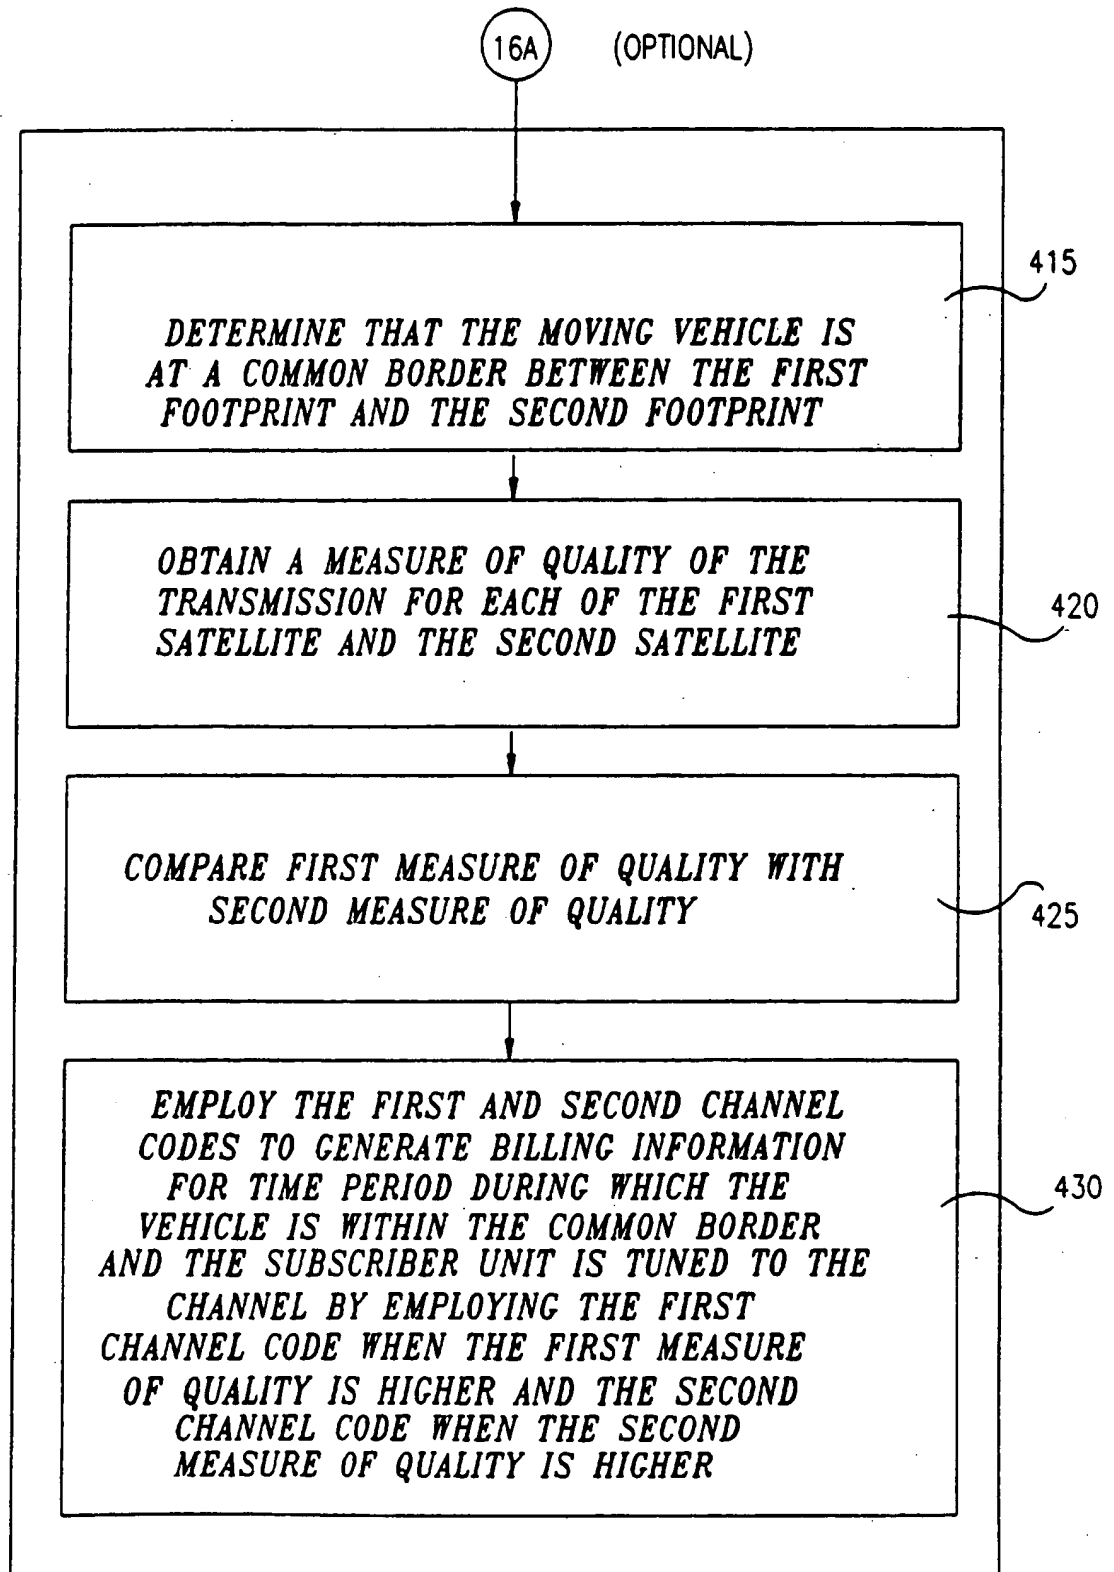 16A (OPTIONAL)
415
DETERMINE THAT THE MOVING VEHICLE IS
AT A COMMON BORDER BETWEEN THE FIRST
FOOTPRINT AND THE SECOND FOOTPRINT
OBTAIN A MEASURE OF QUALITY OF THE
TRANSMISSION FOR EACH OF THE FIRST
SATELLITE AND THE SECOND SATELLITE
420
COMPARE FIRST MEASURE OF QUALITY WITH
SECOND MEASURE OF QUALITY
425
EMPLOY THE FIRST AND SECOND CHANNEL
CODES TO GENERATE BILLING INFORMATION
FOR TIME PERIOD DURING WHICH THE
VEHICLE IS WITHIN THE COMMON BORDER
AND THE SUBSCRIBER UNIT IS TUNED TO THE
CHANNEL BY EMPLOYING THE FIRST
CHANNEL CODE WHEN THE FIRST MEASURE
OF QUALITY IS HIGHER AND THE SECOND
CHANNEL CODE WHEN THE SECOND
MEASURE OF QUALITY IS HIGHER
430